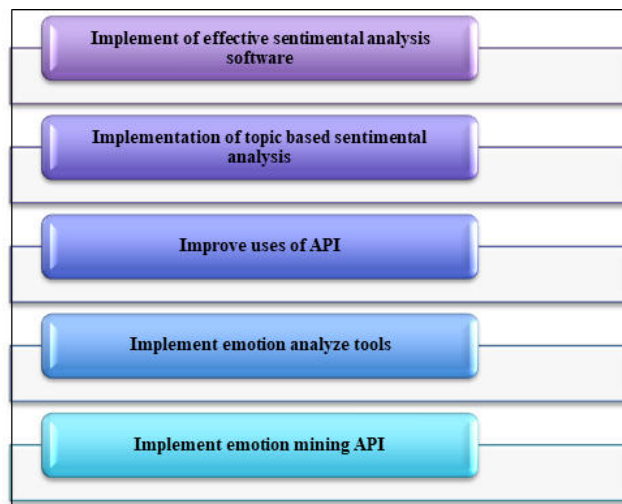 Implement of effective sentimental analysis
software
Implementation of topic based sentimental
analysis
Improve uses of API
Implement emotion analyze tools
Implement emotion mining API